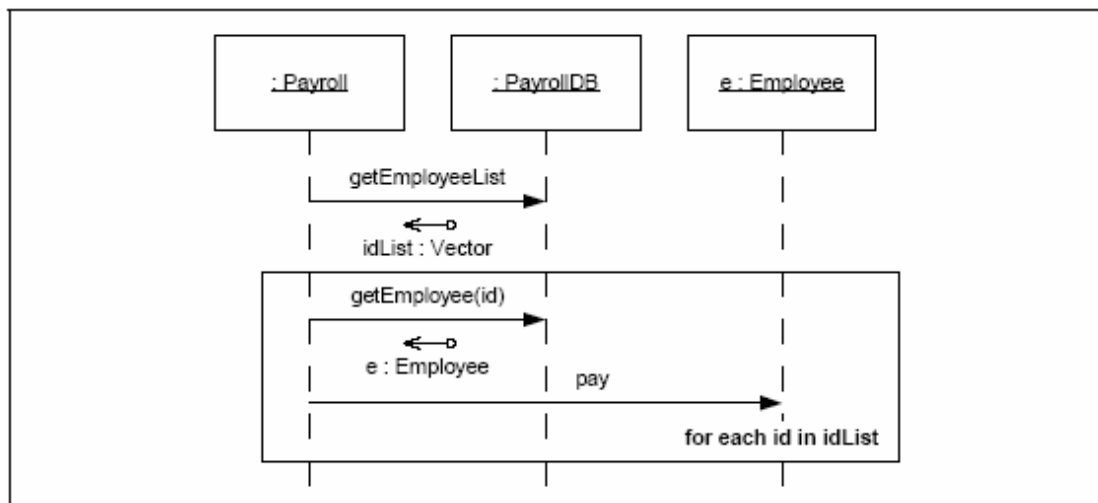 : Payroll
: PayrollDB
e : Employee
getEmployeeList
idList : Vector
getEmployee(id)
e : Employee
pay
for each id in idList